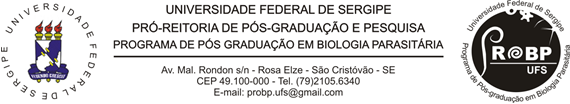 UNIVERSIDADE FEDERAL DE SERGIPE
UNIVERSIDADE FEDERAL DE SERGIPE
PRÓ-REITORIA DE PÓS-GRADUAÇÃO E PESQUISA
PROGRAMA DE PÓS GRADUAÇÃO EM BIOLOGIA PARASITÁRIA
Av. Mal. Rondon s/n - Rosa Elze - São Cristóvão - SE
CEP 49.100-000 - Tel. (79)2105.6340
E-mail: probp.ufs@gmail.com
Universidade Federal de Sergipe
PROBP
UFS
Programa de Pós-graduação em Biologia Parasitária